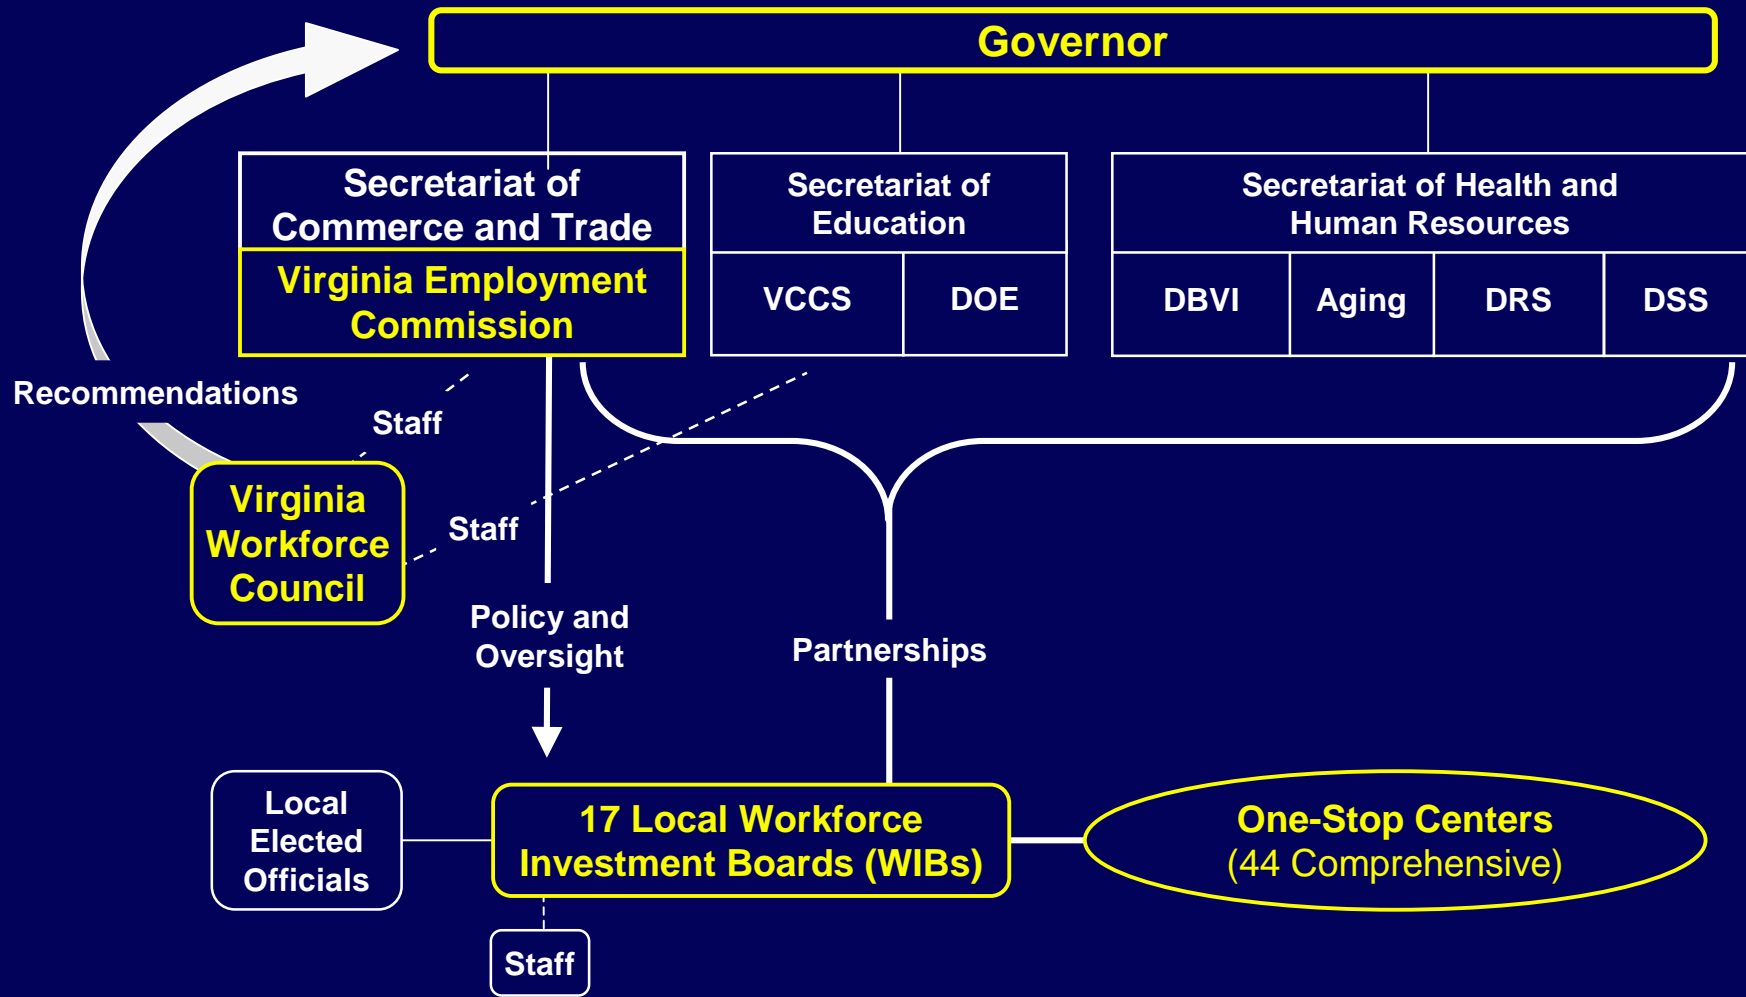 Governor
Secretariat of
Commerce and Trade
Virginia Employment
Commission
Secretariat of
Education
VCCS
DOE
Secretariat of Health and
Human Resources
DBVI
Aging
DRS
DSS
Recommendations
Staff
Virginia
Workforce
Council
Staff
Policy and
Oversight
Partnerships
Local
Elected
Officials
17 Local Workforce
Investment Boards (WIBs)
One-Stop Centers
(44 Comprehensive)
Staff